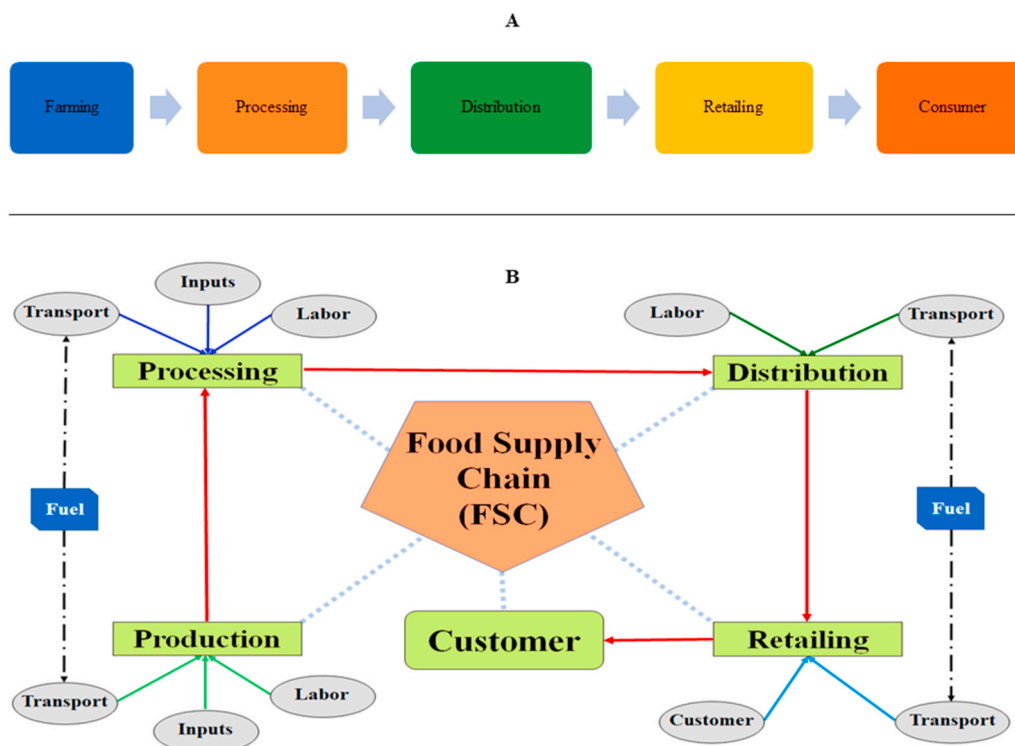 A
Farming
Processing
Distribution
Retailing
Consumer
B
Inputs
Transport
Labor
Labor
Transport
Processing
Distribution
Food Supply
Chain
(FSC)
Fuel
Fuel
Production
Customer
Retailing
Transport
Inputs
Labor
Customer
Transport